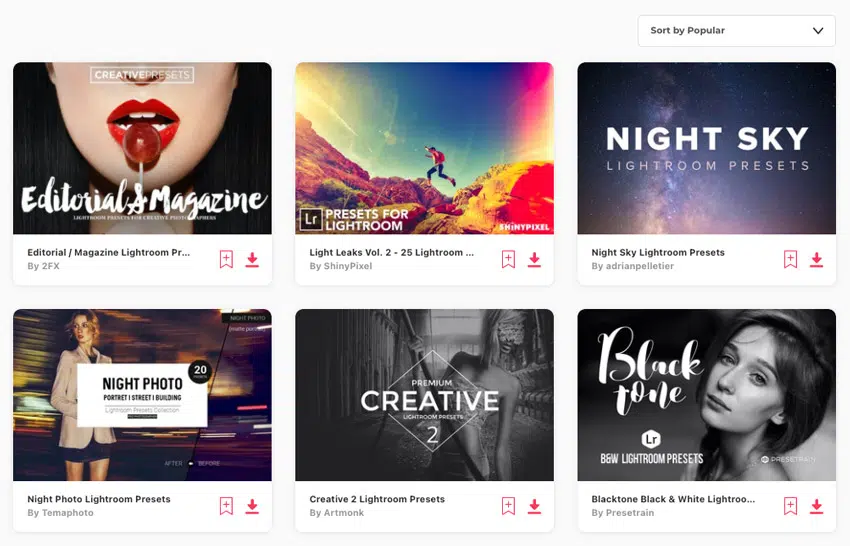 Sort by Popular
CREATIVEPRESETS
Editorial & Magazine
LIGHTROOM PRESETS FOR CREATIVE PHOTOGRAPHERS
Editorial / Magazine Lightroom Pr...
By 2FX
Lr
PRESETS FOR
LIGHTROOM
SHiNYPIXEL
Light Leaks Vol. 2 - 25 Lightroom ...
By ShinyPixel
NIGHT SKY
LIGHTROOM PRESETS
Night Sky Lightroom Presets
By adrianpelletier
NIGHT PHOTO
(matte portrait)
20
PRESETS
NIGHT PHOTO
PORTRET I STREET I BUILDING
Lightroom Presets Collection
AFTER
BEFORE
Night Photo Lightroom Presets
By Temaphoto
PREMIUM
CREATIVE
LIGHTROOM PRESETS
2
Creative 2 Lightroom Presets
By Artmonk
Black
tone
Lr
B&W LIGHTROOM PRESETS
PRESETRAIN
Blacktone Black & White Lightroo...
By Presetrain